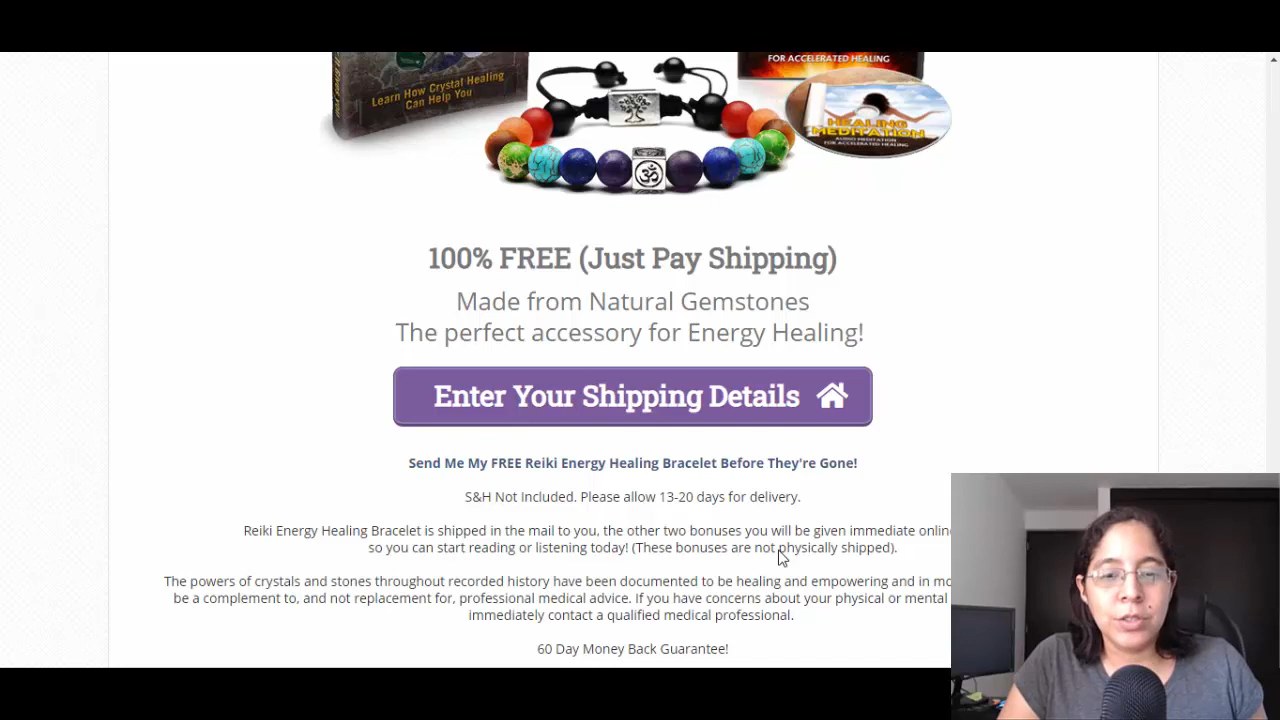 Learn How Crystal Healing
Can Help You
FOR ACCELERATED HEALING
HEALING
MEDITATION
AUDIO MEDITATION
FOR ACCELERATED HEALING
100% FREE (Just Pay Shipping)
Made from Natural Gemstones
The perfect accessory for Energy Healing!
Enter Your Shipping Details
Send Me My FREE Reiki Energy Healing Bracelet Before They're Gone!
S&H Not Included. Please allow 13-20 days for delivery.
Reiki Energy Healing Bracelet is shipped in the mail to you, the other two bonuses you will be given immediate onlin
so you can start reading or listening today! (These bonuses are not physically shipped).
The powers of crystals and stones throughout recorded history have been documented to be healing and empowering and in mo
be a complement to, and not replacement for, professional medical advice. If you have concerns about your physical or mental
immediately contact a qualified medical professional.
60 Day Money Back Guarantee!